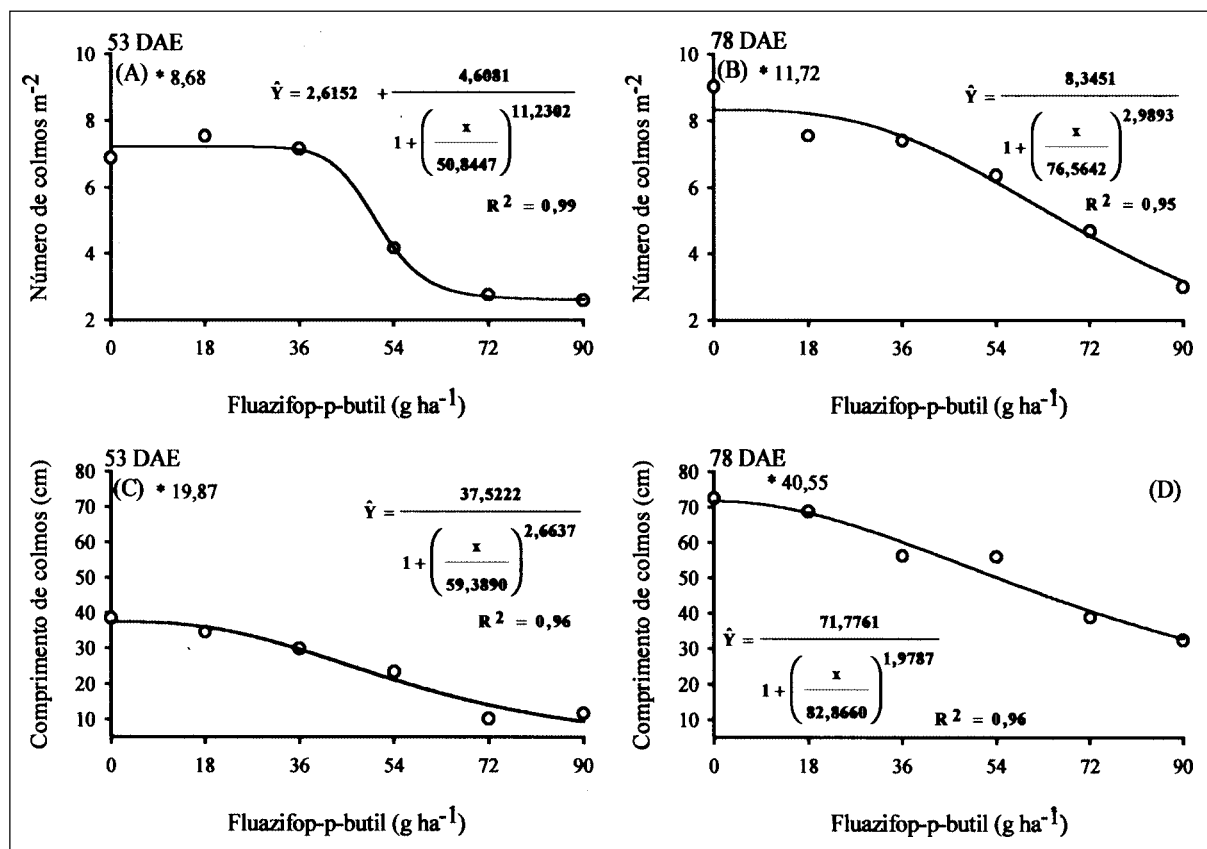 53 DAE
(A) * 8,68
Ŷ = 2,6152 + 4,6081
1 + ( x / 50,8447 ) 11,2302
R² = 0,99
Número de colmos m⁻²
10
8
6
4
2
0 18 36 54 72 90
Fluazifop-p-butil (g ha⁻¹)
78 DAE
(B) * 11,72
Ŷ = 8,3451
1 + ( x / 76,5642 ) 2,9893
R² = 0,95
Número de colmos m⁻²
10
8
6
4
2
0 18 36 54 72 90
Fluazifop-p-butil (g ha⁻¹)
53 DAE
(C) * 19,87
Ŷ = 37,5222
1 + ( x / 59,3890 ) 2,6637
R² = 0,96
Comprimento de colmos (cm)
80
70
60
50
40
30
20
10
0 18 36 54 72 90
Fluazifop-p-butil (g ha⁻¹)
78 DAE
* 40,55
(D)
Ŷ = 71,7761
1 + ( x / 82,8660 ) 1,9787
R² = 0,96
Comprimento de colmos (cm)
80
70
60
50
40
30
20
10
0 18 36 54 72 90
Fluazifop-p-butil (g ha⁻¹)